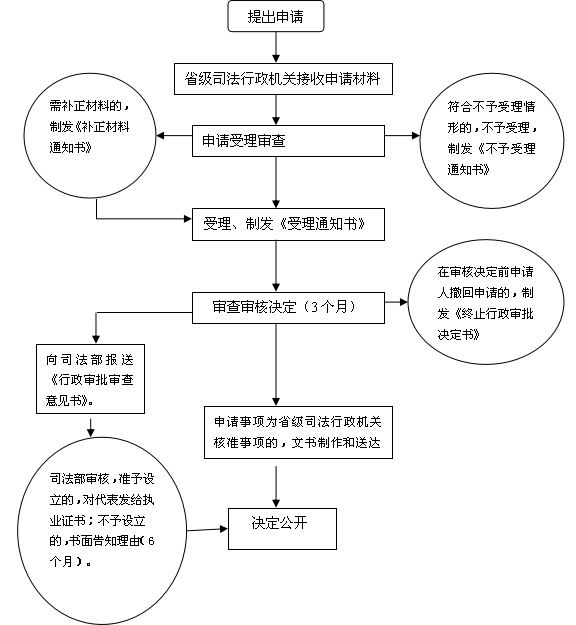 提出申请
省级司法行政机关接收申请材料
需补正材料的，
制发《补正材料
通知书》
申请受理审查
符合不予受理情
形的，不予受理，
制发《不予受理
通知书》
受理、制发《受理通知书》
在审核决定前申请
人撤回申请的，制
发《终止行政审批
决定书》
审查审核决定（3个月）
向司法部报送
《行政审批审查
意见书》。
申请事项为省级司法行政机关
核准事项的，文书制作和送达
司法部审核，准予设
立的，对代表发给执
业证书；不予设立
的，书面告知理由（6
个月）。
决定公开